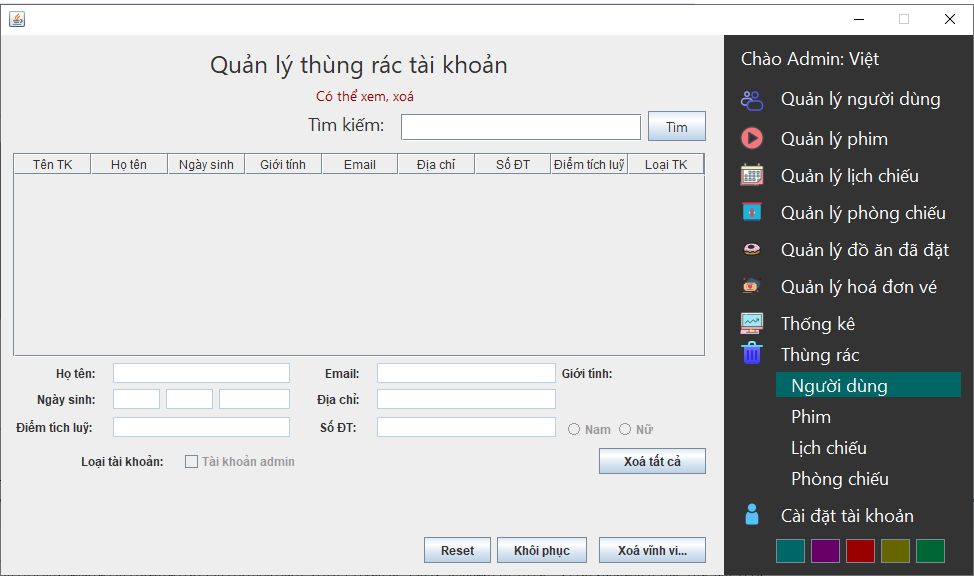 Quản lý thùng rác tài khoản
Có thể xem, xoá
Tìm kiếm:
Tìm
Tên TK Họ tên Ngày sinh Giới tính Email Địa chỉ Số ĐT Điểm tích luỹ Loại TK
Họ tên: Email: Giới tính:
Ngày sinh: Địa chỉ:
Điểm tích luỹ: Số ĐT: Nam Nữ
Loại tài khoản: Tài khoản admin Xoá tất cả
Reset Khôi phục Xoá vĩnh vi...
Chào Admin: Việt
Quản lý người dùng
Quản lý phim
Quản lý lịch chiếu
Quản lý phòng chiếu
Quản lý đồ ăn đã đặt
Quản lý hoá đơn vé
Thống kê
Thùng rác
Người dùng
Phim
Lịch chiếu
Phòng chiếu
Cài đặt tài khoản